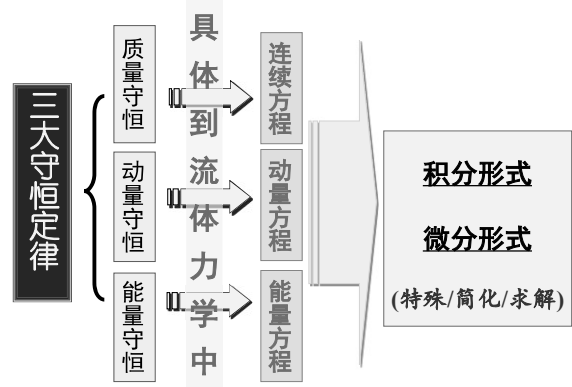 三大守恒定律
质量守恒
动量守恒
能量守恒
具体到流体力学中
连续方程
动量方程
能量方程
积分形式
微分形式
(特殊/简化/求解)